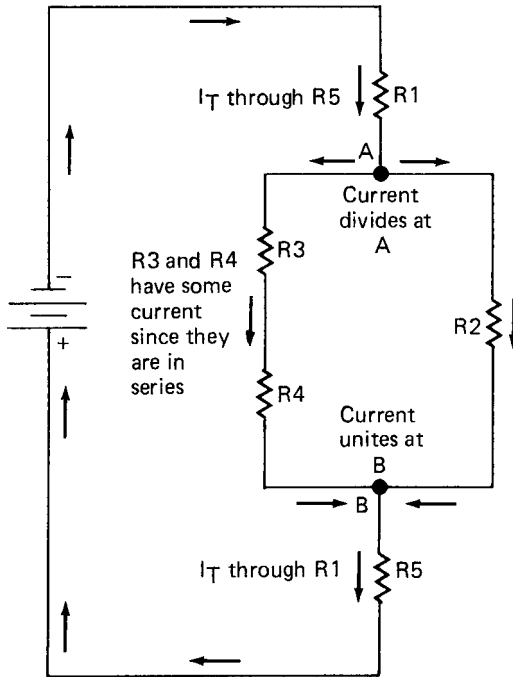 I_T through R5
R1
A
Current
divides at
A
R3
R3 and R4
have some
current
since they
are in
series
−
+
R2
R4
Current
unites at
B
B
I_T through R1
R5